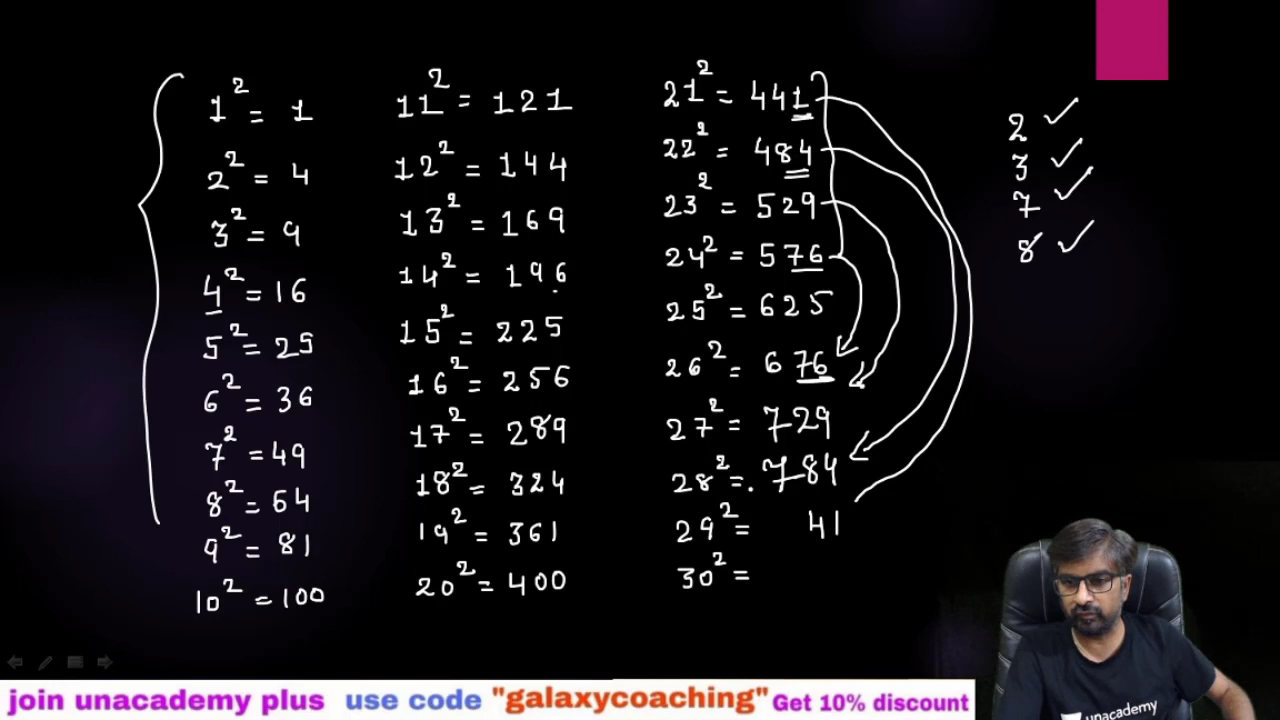 1² = 1
2² = 4
3² = 9
4² = 16
5² = 25
6² = 36
7² = 49
8² = 64
9² = 81
10² = 100
11² = 121
12² = 144
13² = 169
14² = 196
15² = 225
16² = 256
17² = 289
18² = 324
19² = 361
20² = 400
21² = 441
22² = 484
23² = 529
24² = 576
25² = 625
26² = 676
27² = 729
28² = 784
29² = 41
30² =
2 ✓
3 ✓
7 ✓
8 ✓
unacademy
join unacademy plus use code "galaxycoaching" Get 10% discount